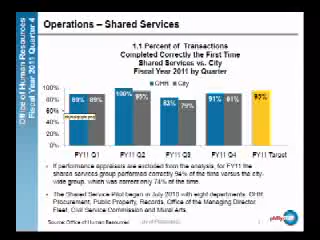 Office of Human Resources
Fiscal Year 2011 Quarter 4
Operations – Shared Services
1.1 Percent of Transactions
Completed Correctly the First Time
Shared Services vs. City
Fiscal Year 2011 by Quarter
OHR City
100%
80%
60%
40%
20%
0%
89% 89%
100% 95%
83% 79%
91% 91%
95%
FY11 Q1 FY11 Q2 FY11 Q3 FY11 Q4 FY11 Target
If performance appraisals are excluded from the analysis, for FY11 the
shared services group performed correctly 94% of the time versus the city-
wide group, which was correct only 74% of the time.
The Shared Service Pilot began in July 2010 with eight departments: OHR,
Procurement, Public Property, Records, Office of the Managing Director,
Fleet, Civil Service Commission and Mural Arts.
Source: Office of Human Resources